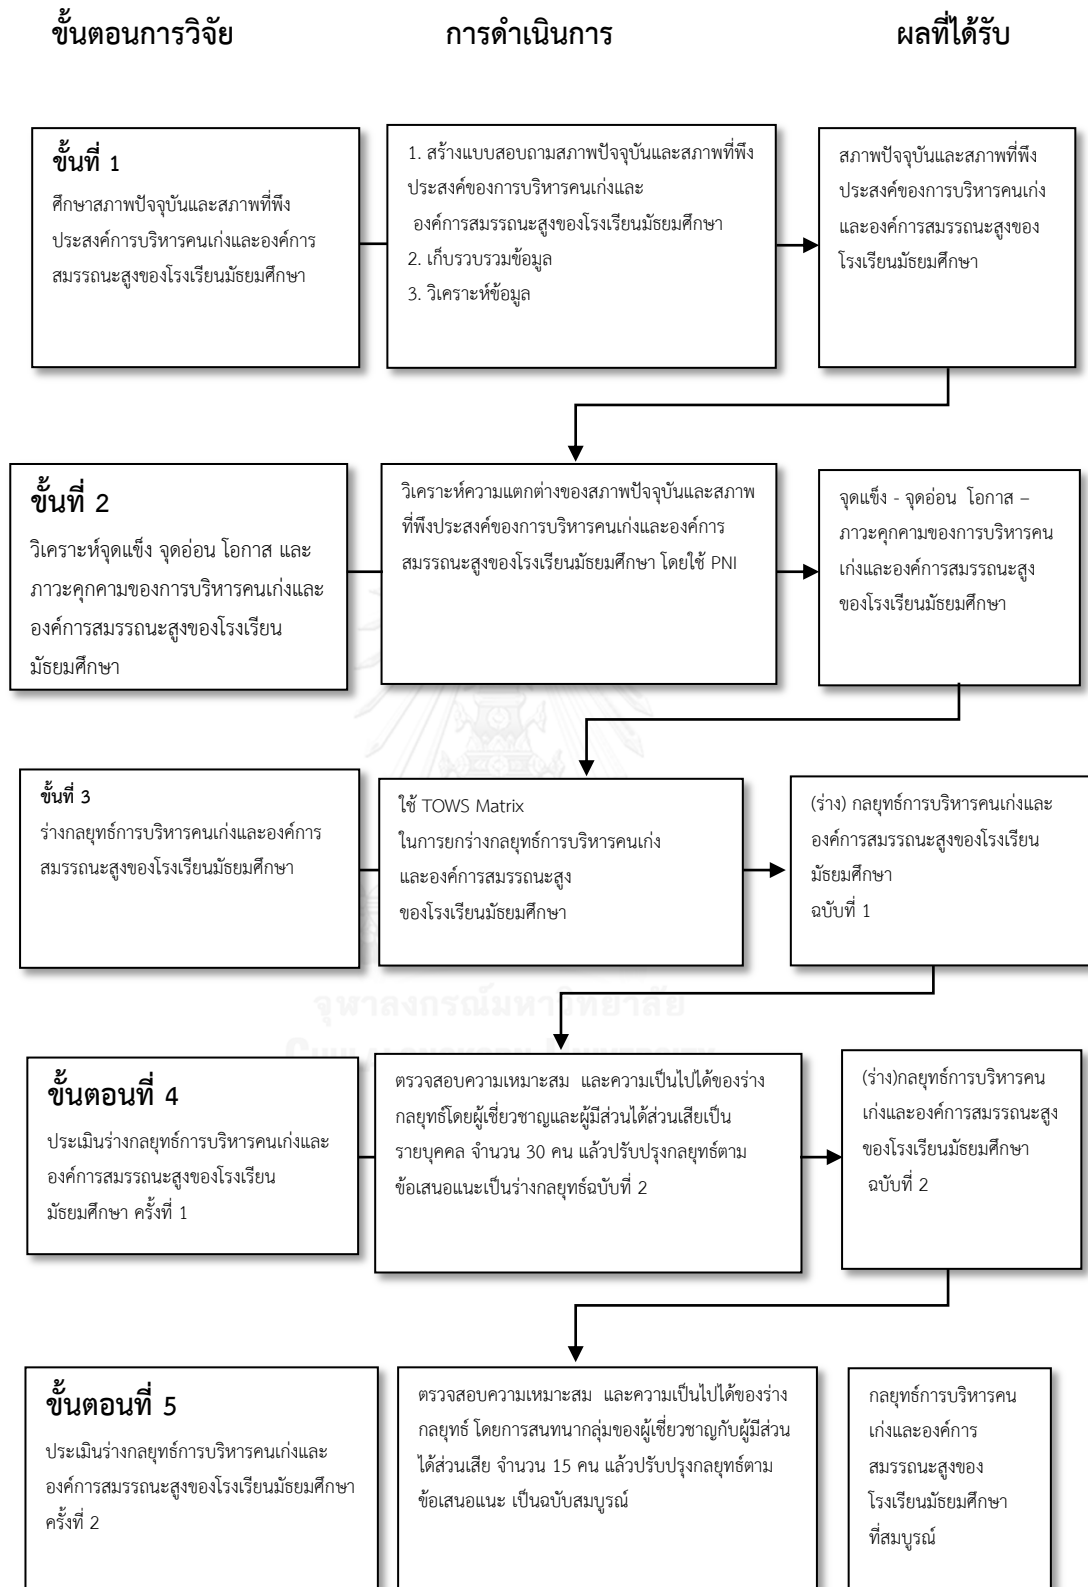 ขั้นตอนการวิจัย
การดำเนินการ
ผลที่ได้รับ
ขั้นที่ 1
ศึกษาสภาพปัจจุบันและสภาพที่พึง
ประสงค์การบริหารคนเก่งและองค์การ
สมรรถนะสูงของโรงเรียนมัธยมศึกษา
1. สร้างแบบสอบถามสภาพปัจจุบันและสภาพที่พึง
ประสงค์ของการบริหารคนเก่งและ
องค์การสมรรถนะสูงของโรงเรียนมัธยมศึกษา
2. เก็บรวบรวมข้อมูล
3. วิเคราะห์ข้อมูล
สภาพปัจจุบันและสภาพที่พึง
ประสงค์ของการบริหารคนเก่ง
และองค์การสมรรถนะสูงของ
โรงเรียนมัธยมศึกษา
ขั้นที่ 2
วิเคราะห์จุดแข็ง จุดอ่อน โอกาส และ
ภาวะคุกคามของการบริหารคนเก่งและ
องค์การสมรรถนะสูงของโรงเรียน
มัธยมศึกษา
วิเคราะห์ความแตกต่างของสภาพปัจจุบันและสภาพ
ที่พึงประสงค์ของการบริหารคนเก่งและองค์การ
สมรรถนะสูงของโรงเรียนมัธยมศึกษา โดยใช้ PNI
จุดแข็ง - จุดอ่อน โอกาส –
ภาวะคุกคามของการบริหารคน
เก่งและองค์การสมรรถนะสูง
ของโรงเรียนมัธยมศึกษา
ขั้นที่ 3
ร่างกลยุทธ์การบริหารคนเก่งและองค์การ
สมรรถนะสูงของโรงเรียนมัธยมศึกษา
ใช้ TOWS Matrix
ในการยกร่างกลยุทธ์การบริหารคนเก่ง
และองค์การสมรรถนะสูง
ของโรงเรียนมัธยมศึกษา
(ร่าง) กลยุทธ์การบริหารคนเก่งและ
องค์การสมรรถนะสูงของโรงเรียน
มัธยมศึกษา
ฉบับที่ 1
จุฬาลงกรณ์มหาวิทยาลัย
ขั้นตอนที่ 4
ประเมินร่างกลยุทธ์การบริหารคนเก่งและ
องค์การสมรรถนะสูงของโรงเรียน
มัธยมศึกษา ครั้งที่ 1
ตรวจสอบความเหมาะสม และความเป็นไปได้ของร่าง
กลยุทธ์โดยผู้เชี่ยวชาญและผู้มีส่วนได้ส่วนเสียเป็น
รายบุคคล จำนวน 30 คน แล้วปรับปรุงกลยุทธ์ตาม
ข้อเสนอแนะเป็นร่างกลยุทธ์ฉบับที่ 2
(ร่าง)กลยุทธ์การบริหารคน
เก่งและองค์การสมรรถนะสูง
ของโรงเรียนมัธยมศึกษา
ฉบับที่ 2
ขั้นตอนที่ 5
ประเมินร่างกลยุทธ์การบริหารคนเก่งและ
องค์การสมรรถนะสูงของโรงเรียนมัธยมศึกษา
ครั้งที่ 2
ตรวจสอบความเหมาะสม และความเป็นไปได้ของร่าง
กลยุทธ์ โดยการสนทนากลุ่มของผู้เชี่ยวชาญกับผู้มีส่วน
ได้ส่วนเสีย จำนวน 15 คน แล้วปรับปรุงกลยุทธ์ตาม
ข้อเสนอแนะ เป็นฉบับสมบูรณ์
กลยุทธ์การบริหารคน
เก่งและองค์การ
สมรรถนะสูงของ
โรงเรียนมัธยมศึกษา
ที่สมบูรณ์